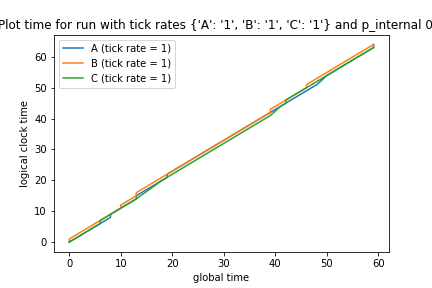 Plot time for run with tick rates {'A': '1', 'B': '1', 'C': '1'} and p_internal 0
A (tick rate = 1)
B (tick rate = 1)
C (tick rate = 1)
logical clock time
60
50
40
30
20
10
0
0 10 20 30 40 50 60
global time